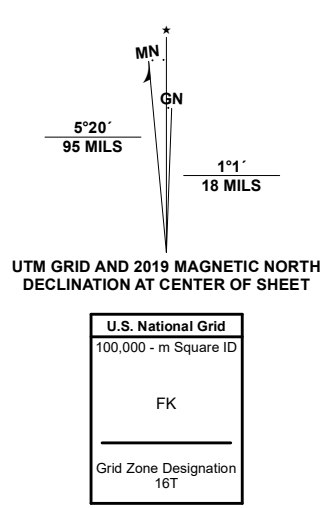 MN
GN
5°20´
95 MILS
1°1´
18 MILS
UTM GRID AND 2019 MAGNETIC NORTH
DECLINATION AT CENTER OF SHEET
U.S. National Grid
100,000 - m Square ID
FK
Grid Zone Designation
16T